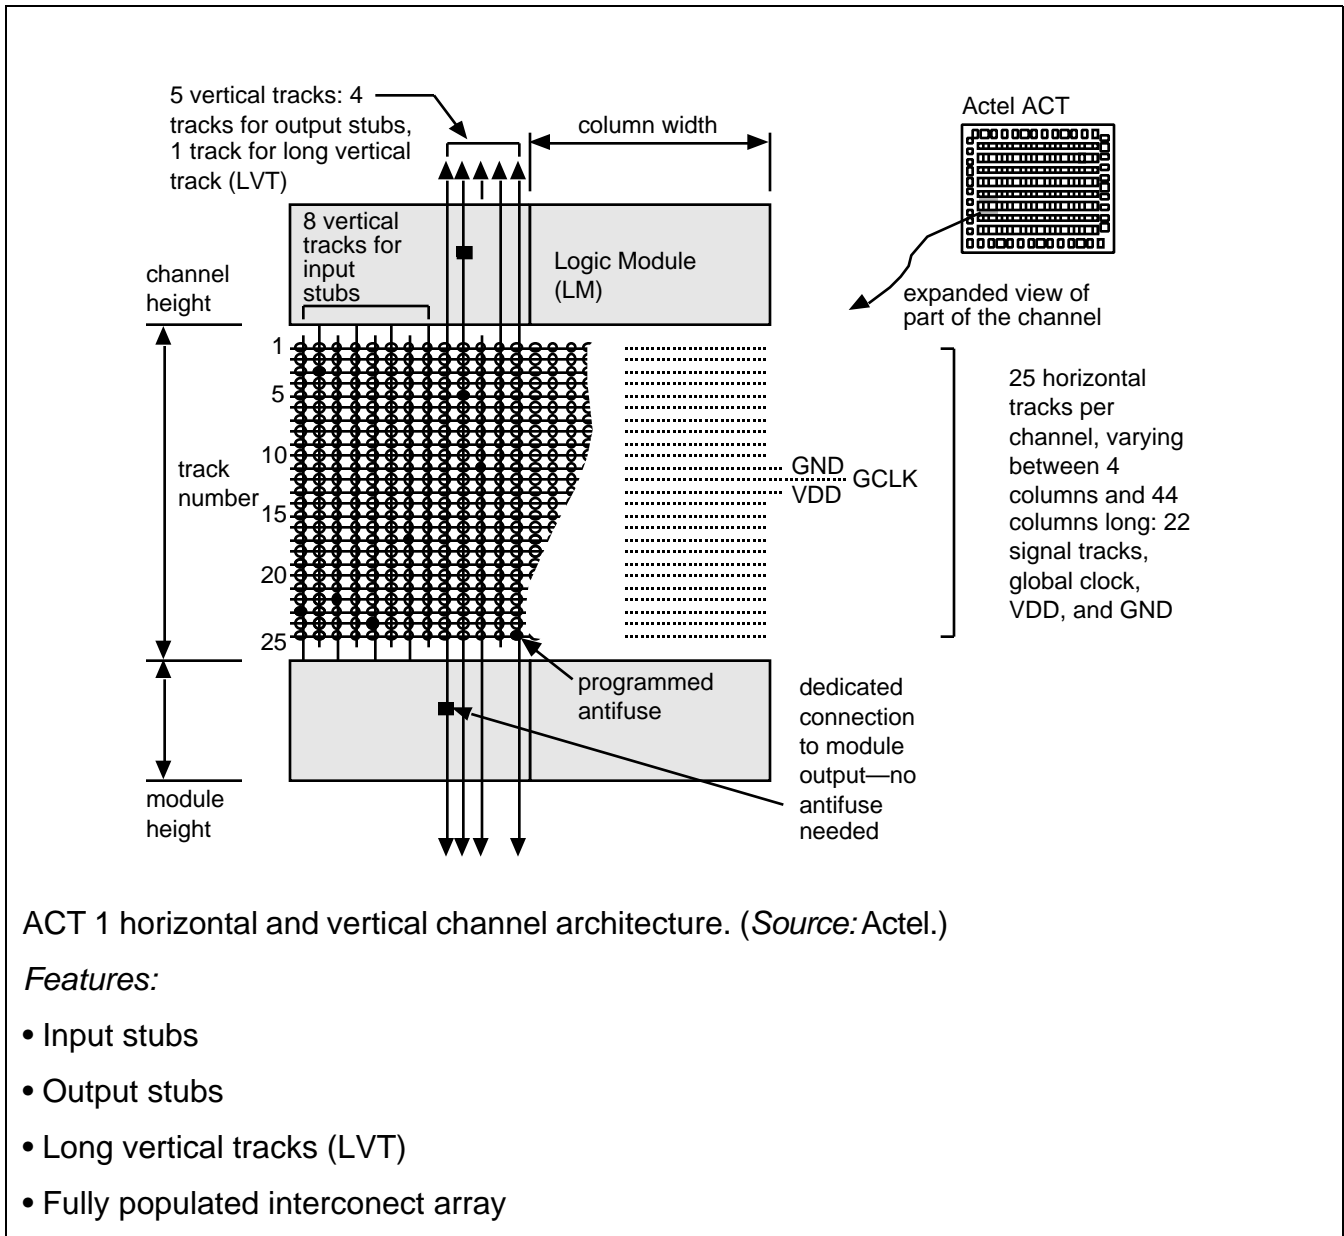 5 vertical tracks: 4
tracks for output stubs,
1 track for long vertical
track (LVT)
column width
Actel ACT
8 vertical
tracks for
input
stubs
Logic Module
(LM)
channel
height
expanded view of
part of the channel
1
5
10
15
20
25
track
number
GND
VDD
GCLK
25 horizontal
tracks per
channel, varying
between 4
columns and 44
columns long: 22
signal tracks,
global clock,
VDD, and GND
programmed
antifuse
dedicated
connection
to module
output—no
antifuse
needed
module
height
ACT 1 horizontal and vertical channel architecture. (Source: Actel.)
Features:
• Input stubs
• Output stubs
• Long vertical tracks (LVT)
• Fully populated interconect array